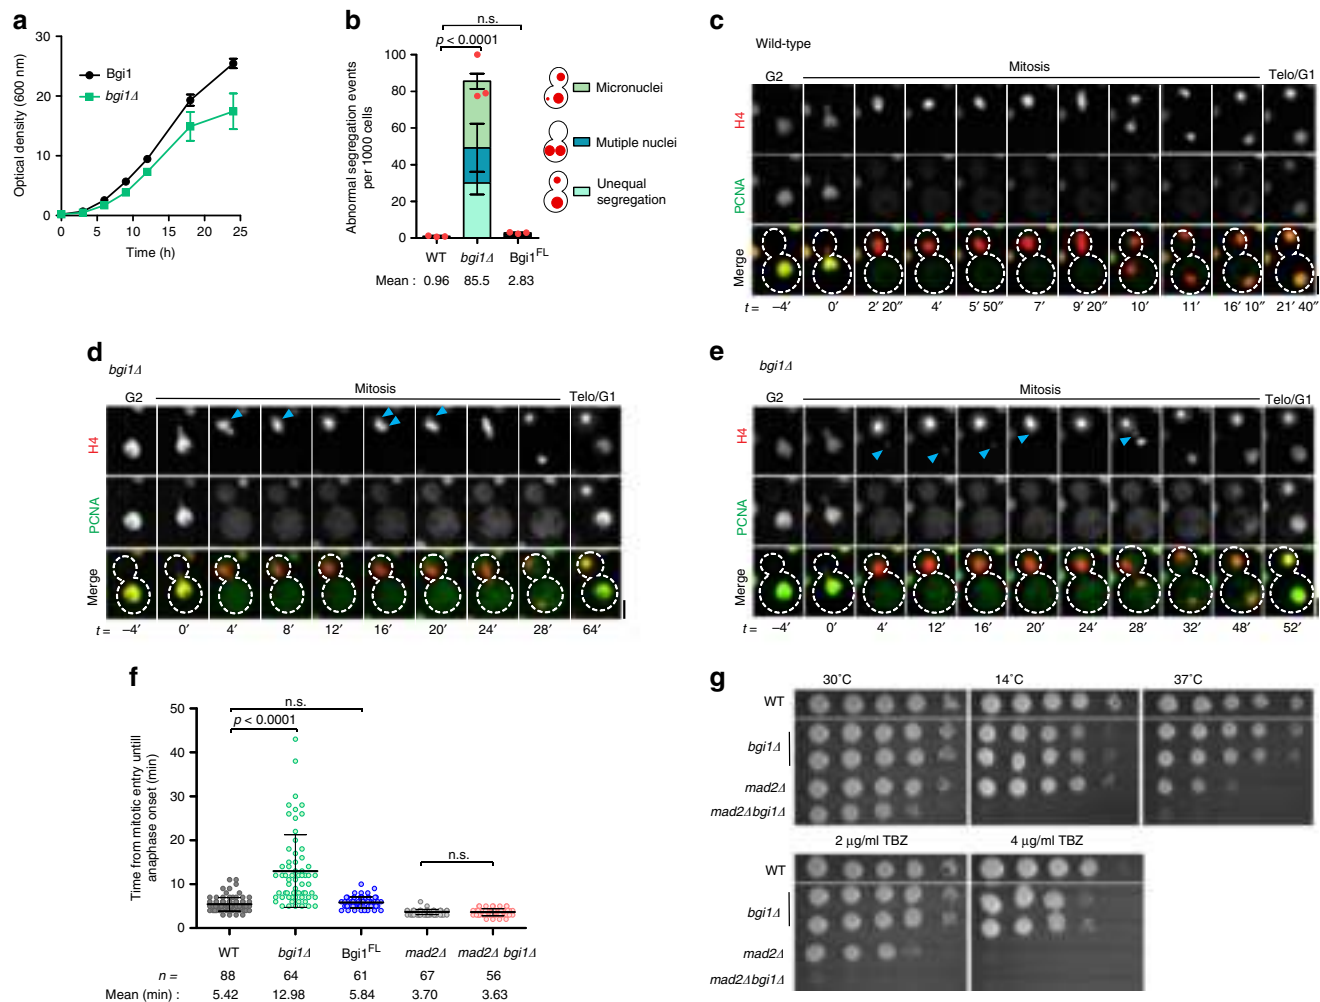 a
30
20
10
0
Optical density (600 nm)
Bgi1
bgi1Δ
0 5 10 15 20 25
Time (h)
b
n.s.
p < 0.0001
100
80
60
40
20
0
Abnormal segregation events
per 1000 cells
Micronuclei
Mutiple nuclei
Unequal
segregation
WT bgi1Δ Bgi1FL
Mean : 0.96 85.5 2.83
c
Wild-type
G2 Mitosis Telo/G1
H4
PCNA
Merge
t = –4′ 0′ 2′ 20″ 4′ 5′ 50″ 7′ 9′ 20″ 10′ 11′ 16′ 10″ 21′ 40″
d
bgi1Δ
G2 Mitosis Telo/G1
H4
PCNA
Merge
t = –4′ 0′ 4′ 8′ 12′ 16′ 20′ 24′ 28′ 64′
e
bgi1Δ
G2 Mitosis Telo/G1
H4
PCNA
Merge
t = –4′ 0′ 4′ 12′ 16′ 20′ 24′ 28′ 32′ 48′ 52′
f
n.s.
p < 0.0001
n.s.
50
40
30
20
10
0
Time from mitotic entry untill
anaphase onset (min)
WT bgi1Δ Bgi1FL mad2Δ mad2Δ bgi1Δ
n = 88 64 61 67 56
Mean (min) : 5.42 12.98 5.84 3.70 3.63
g
30°C 14°C 37°C
WT
bgi1Δ
mad2Δ
mad2Δbgi1Δ
2 μg/ml TBZ 4 μg/ml TBZ
WT
bgi1Δ
mad2Δ
mad2Δbgi1Δ